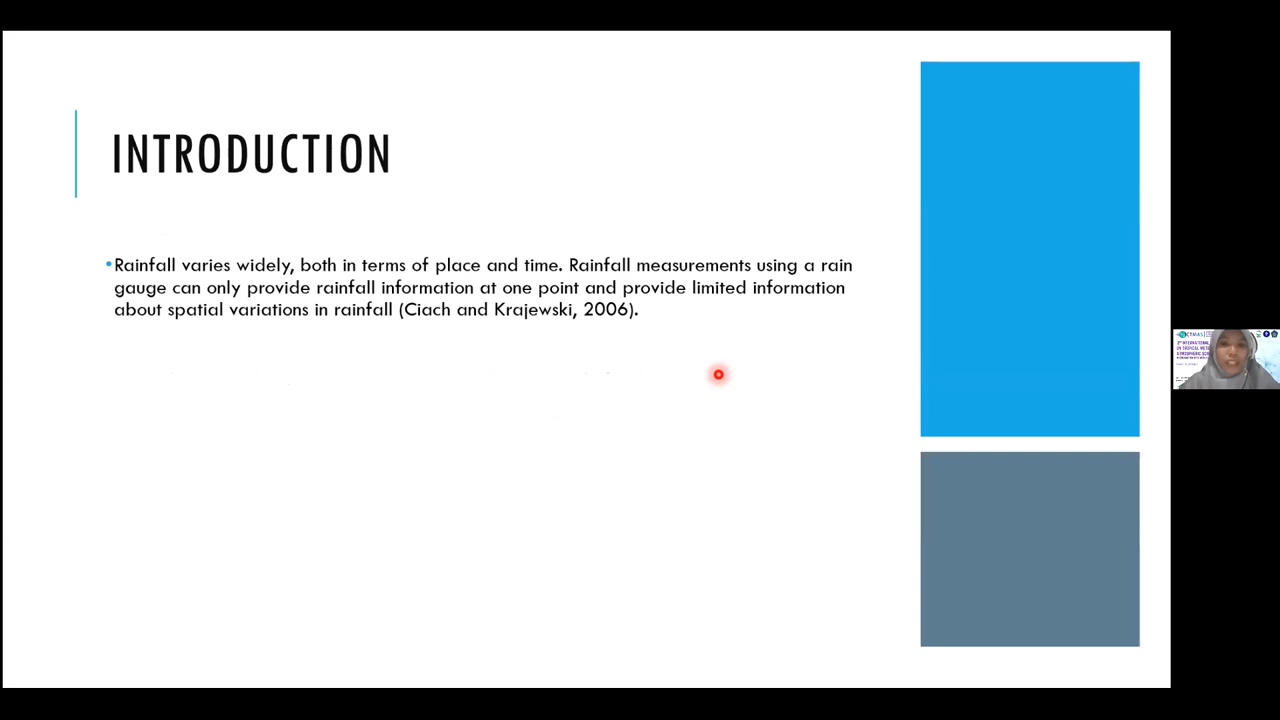 INTRODUCTION
•Rainfall varies widely, both in terms of place and time. Rainfall measurements using a rain
gauge can only provide rainfall information at one point and provide limited information
about spatial variations in rainfall (Ciach and Krajewski, 2006).